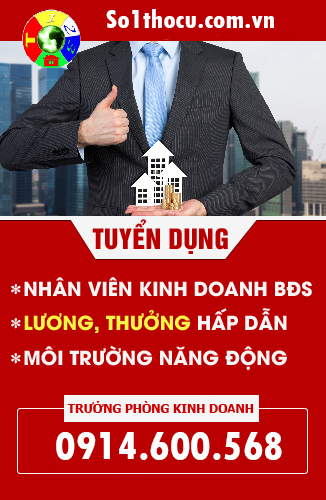 So1thocu.com.vn
TUYỂN DỤNG
*NHÂN VIÊN KINH DOANH BĐS
*LƯƠNG, THƯỞNG HẤP DẪN
*MÔI TRƯỜNG NĂNG ĐỘNG
TRƯỞNG PHÒNG KINH DOANH
0914.600.568